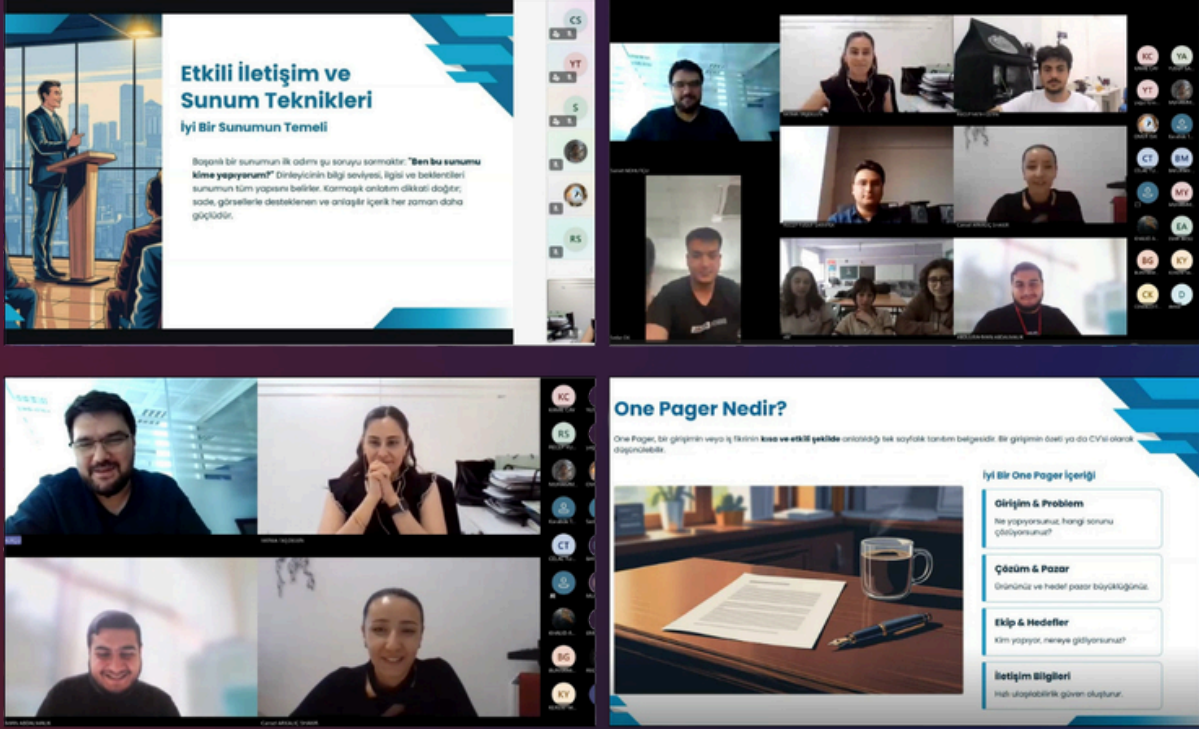 Etkili İletişim ve
Sunum Teknikleri
İyi Bir Sunumun Temeli
Başarılı bir sunumun ilk adımı şu soruyu sormaktır: "Ben bu sunumu
kime yapıyorum?" Dinleyicinin bilgi seviyesi, ilgisi ve beklentileri
sunumun tüm yapısını belirler. Karmaşık anlatım dikkati dağıtır;
sade, görsellerle desteklenen ve anlaşılır içerik her zaman daha
güçlüdür.
CS
YT
S
RS
KC
YA
YT
CT
BM
MY
EA
BG
KY
CK
D
KC
RS
CT
BG
KY
One Pager Nedir?
One Pager, bir girişimin veya iş fikrinin kısa ve etkili şekilde anlatıldığı tek sayfalık tanıtım belgesidir. Bir girişimin özeti ya da CV'si olarak
düşünülebilir.
İyi Bir One Pager İçeriği
Girişim & Problem
Ne yapıyorsunuz, hangi sorunu
çözüyorsunuz?
Çözüm & Pazar
Ürününüz ve hedef pazar büyüklüğünüz.
Ekip & Hedefler
Kim yapıyor, nereye gidiyorsunuz?
İletişim Bilgileri
Hızlı ulaşılabilirlik güven oluşturur.